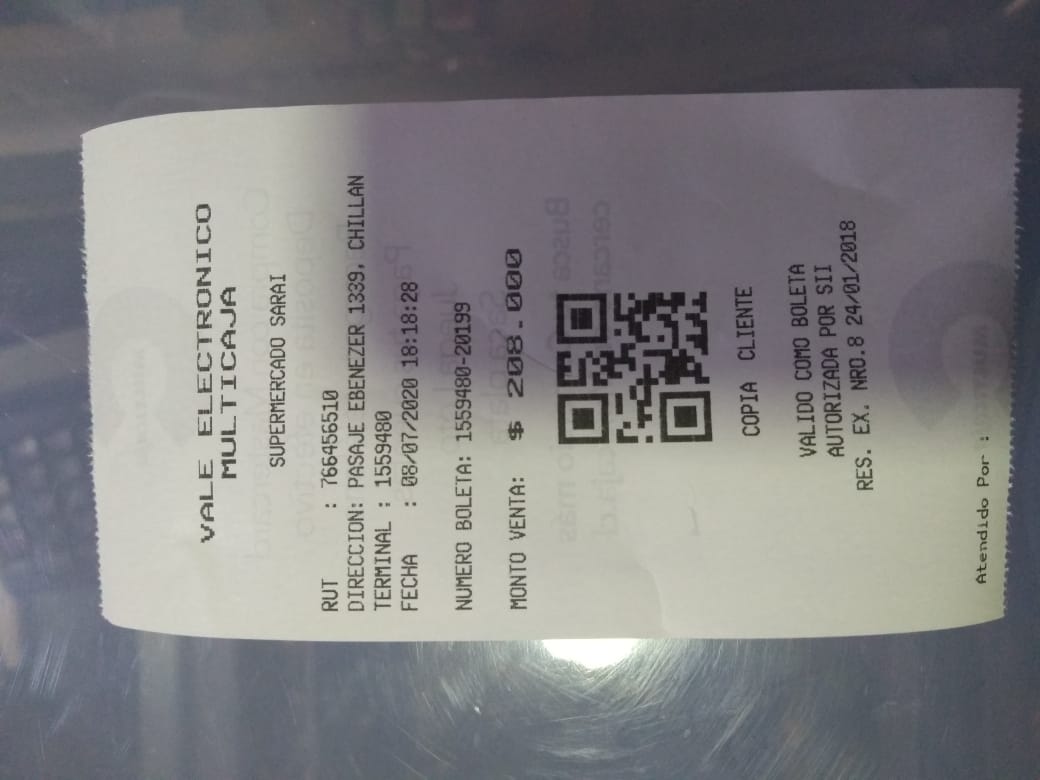 VALE ELECTRONICO
MULTICAJA
SUPERMERCADO SARAI
RUT : 766456510
DIRECCION: PASAJE EBENEZER 1339, CHILLAN
TERMINAL : 1559480
FECHA : 08/07/2020 18:18:28
NUMERO BOLETA: 1559480-20199
MONTO VENTA: $ 208.000
COPIA CLIENTE
VALIDO COMO BOLETA
AUTORIZADA POR SII
RES. EX. NRO.8 24/01/2018
Atendido Por :